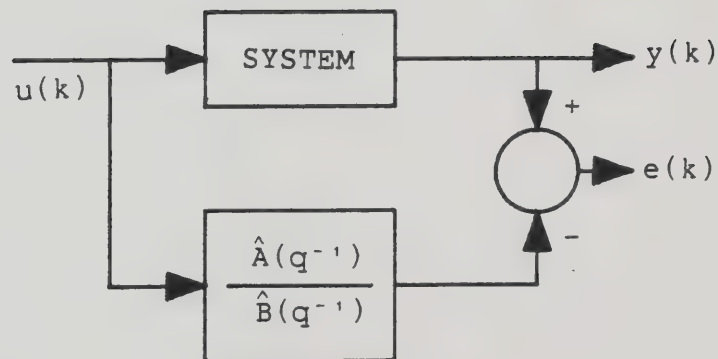 SYSTEM
y(k)
u(k)
+
e(k)
-
Â(q⁻¹)
B̂(q⁻¹)